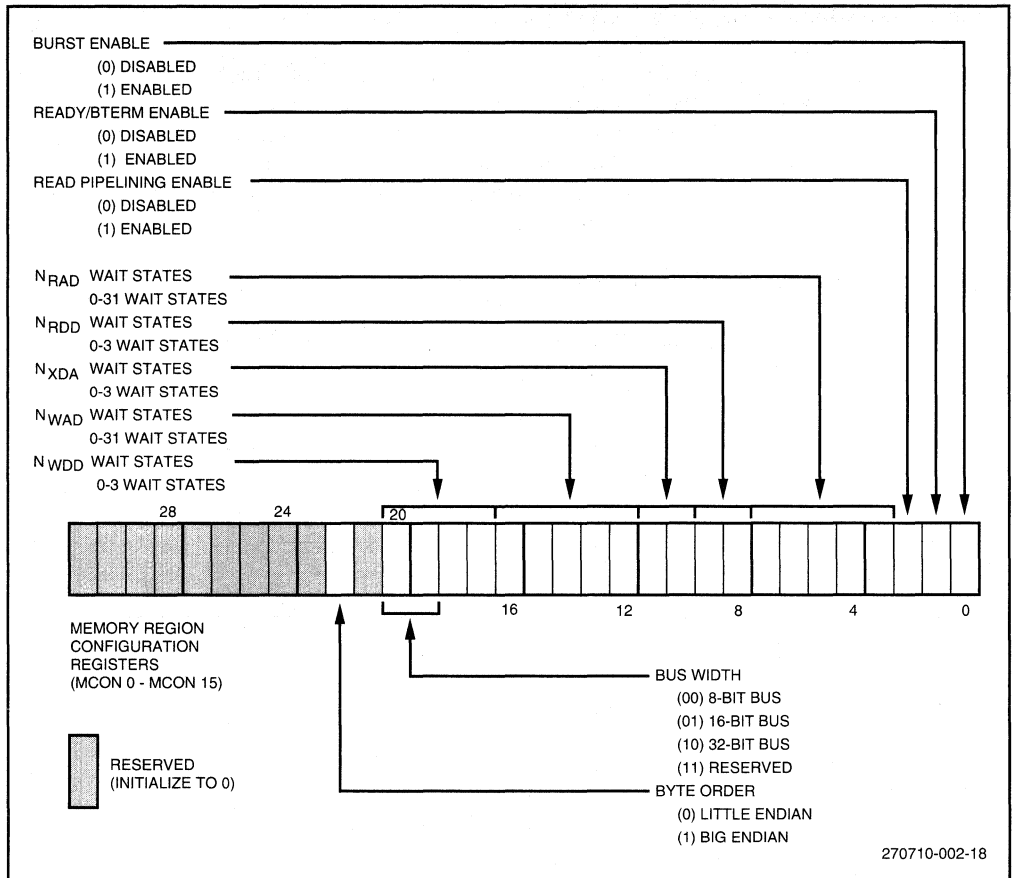 BURST ENABLE
(0) DISABLED
(1) ENABLED
READY/BTERM ENABLE
(0) DISABLED
(1) ENABLED
READ PIPELINING ENABLE
(0) DISABLED
(1) ENABLED
NRAD WAIT STATES
0-31 WAIT STATES
NRDD WAIT STATES
0-3 WAIT STATES
NXDA WAIT STATES
0-3 WAIT STATES
NWAD WAIT STATES
0-31 WAIT STATES
NWDD WAIT STATES
0-3 WAIT STATES
28 24 20
16 12 8 4 0
MEMORY REGION
CONFIGURATION
REGISTERS
(MCON 0 - MCON 15)
BUS WIDTH
(00) 8-BIT BUS
(01) 16-BIT BUS
(10) 32-BIT BUS
(11) RESERVED
BYTE ORDER
(0) LITTLE ENDIAN
(1) BIG ENDIAN
RESERVED
(INITIALIZE TO 0)
270710-002-18